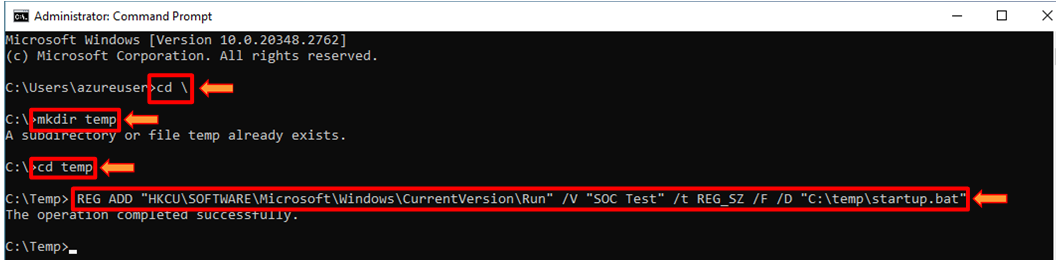 Administrator: Command Prompt
Microsoft Windows [Version 10.0.20348.2762]
(c) Microsoft Corporation. All rights reserved.
C:\Users\azureuser>cd \
C:\>mkdir temp
A subdirectory or file temp already exists.
C:\>cd temp
C:\Temp> REG ADD "HKCU\SOFTWARE\Microsoft\Windows\CurrentVersion\Run" /V "SOC Test" /t REG_SZ /F /D "C:\temp\startup.bat"
The operation completed successfully.
C:\Temp>